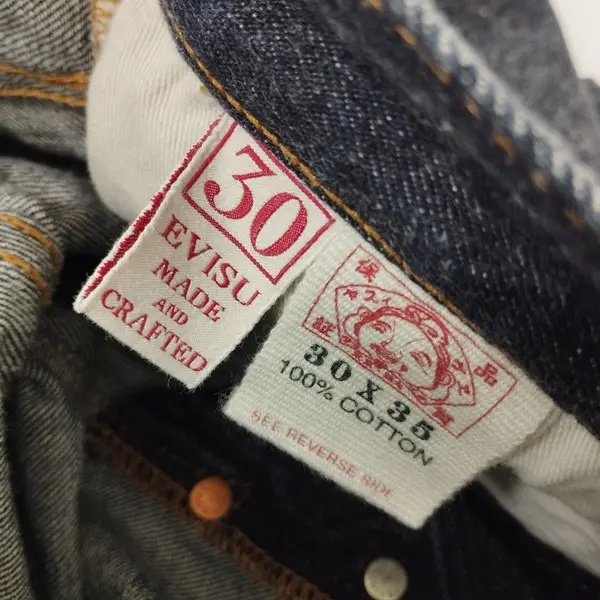 30
EVISU
MADE
AND
CRAFTED
30 X 35
100% COTTON
SEE REVERSE SIDE